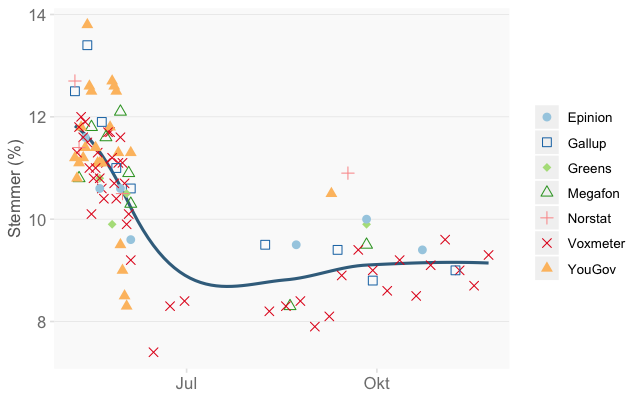 14
12
10
8
Stemmer (%)
Jul
Okt
Epinion
Gallup
Greens
Megafon
Norstat
Voxmeter
YouGov